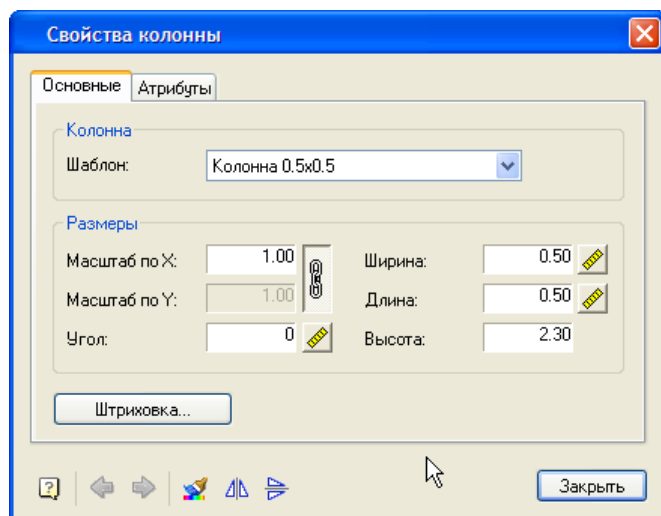 Свойства колонны
Основные Атрибуты
Колонна
Шаблон: Колонна 0.5x0.5
Размеры
Масштаб по X: 1.00 Ширина: 0.50
Масштаб по Y: 1.00 Длина: 0.50
Угол: 0 Высота: 2.30
Штриховка...
? Закрыть